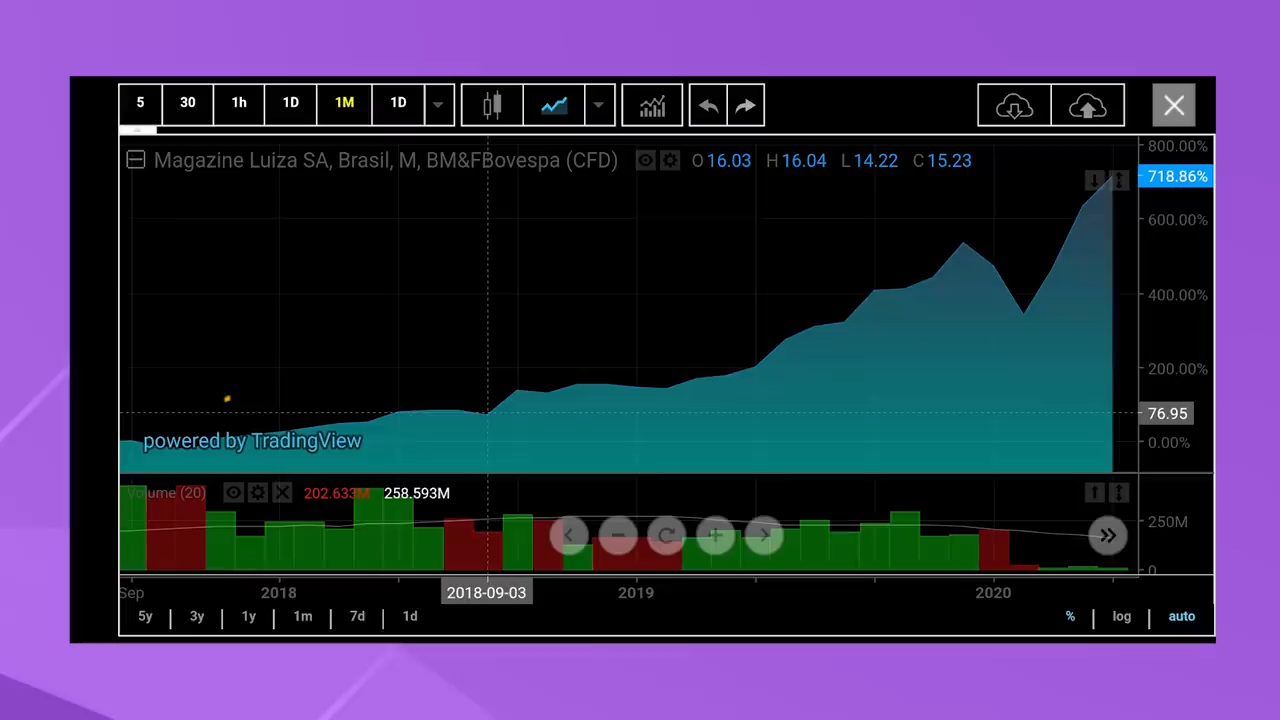 5 30 1h 1D 1M 1D
Magazine Luiza SA, Brasil, M, BM&FBovespa (CFD) O 16.03 H 16.04 L 14.22 C 15.23
800.00%
718.86%
600.00%
400.00%
200.00%
76.95
0.00%
powered by TradingView
Volume (20) 202.633M 258.593M
250M
0
Sep 2018 2018-09-03 2019 2020
5y 3y 1y 1m 7d 1d % log auto